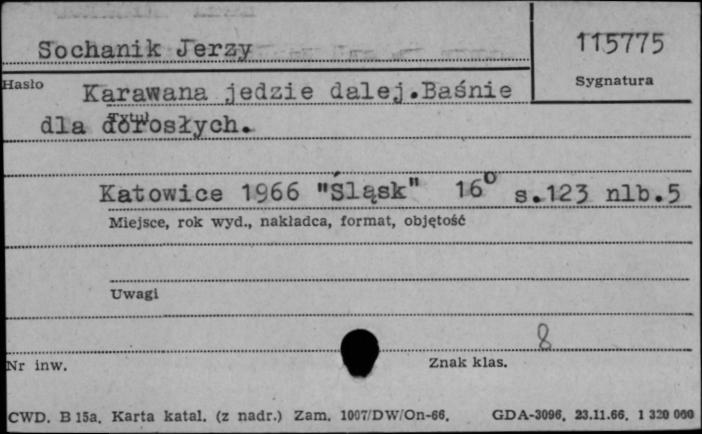 Sochanik Jerzy
115775
Hasło
Sygnatura
Karawana jedzie dalej.Baśnie
dla dorosłych.
Tytuł
Katowice 1966 "Śląsk" 16° s.123 nlb.5
Miejsce, rok wyd., nakładca, format, objętość
Uwagi
8
Nr inw.
Znak klas.
CWD. B 15a. Karta katal. (z nadr.) Zam. 1007/DW/On-66. GDA-3096. 23.11.66. 1 320 000